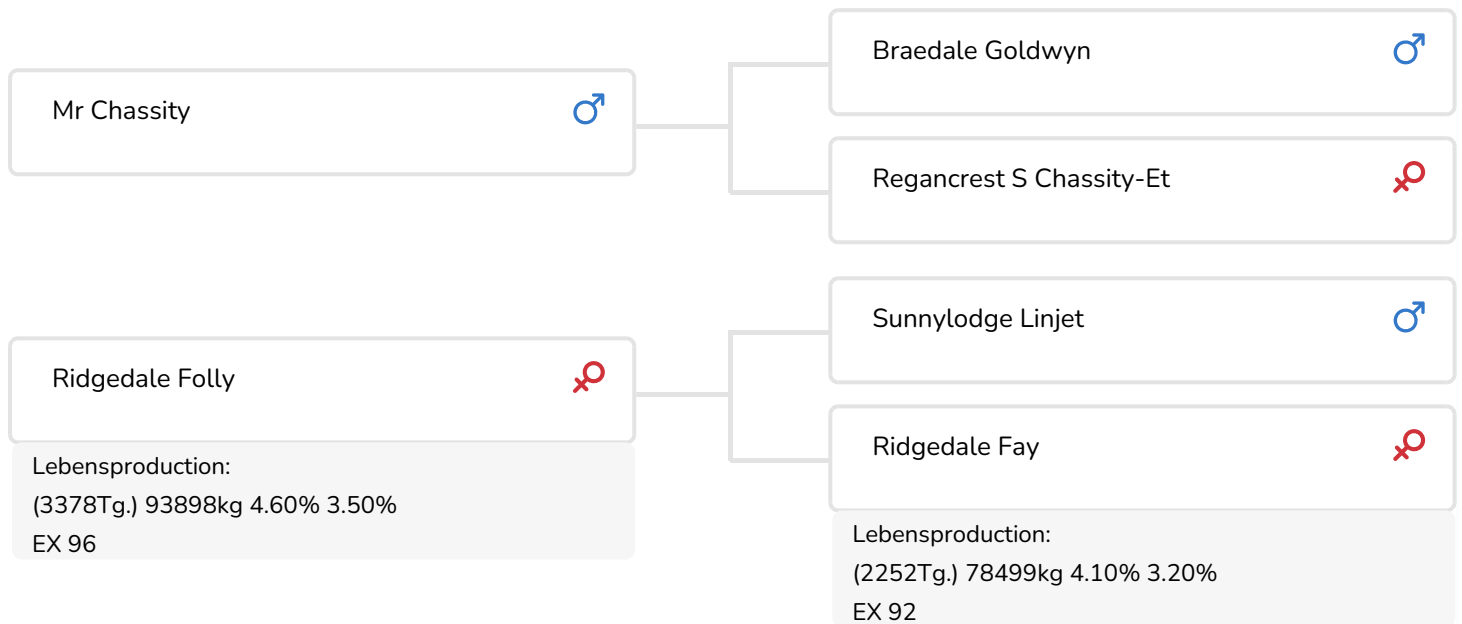 Mr Chassity
Braedale Goldwyn
Regancrest S Chassity-Et
Ridgedale Folly
Lebensproduction:
(3378Tg.) 93898kg 4.60% 3.50%
EX 96
Sunnylodge Linjet
Ridgedale Fay
Lebensproduction:
(2252Tg.) 78499kg 4.10% 3.20%
EX 92